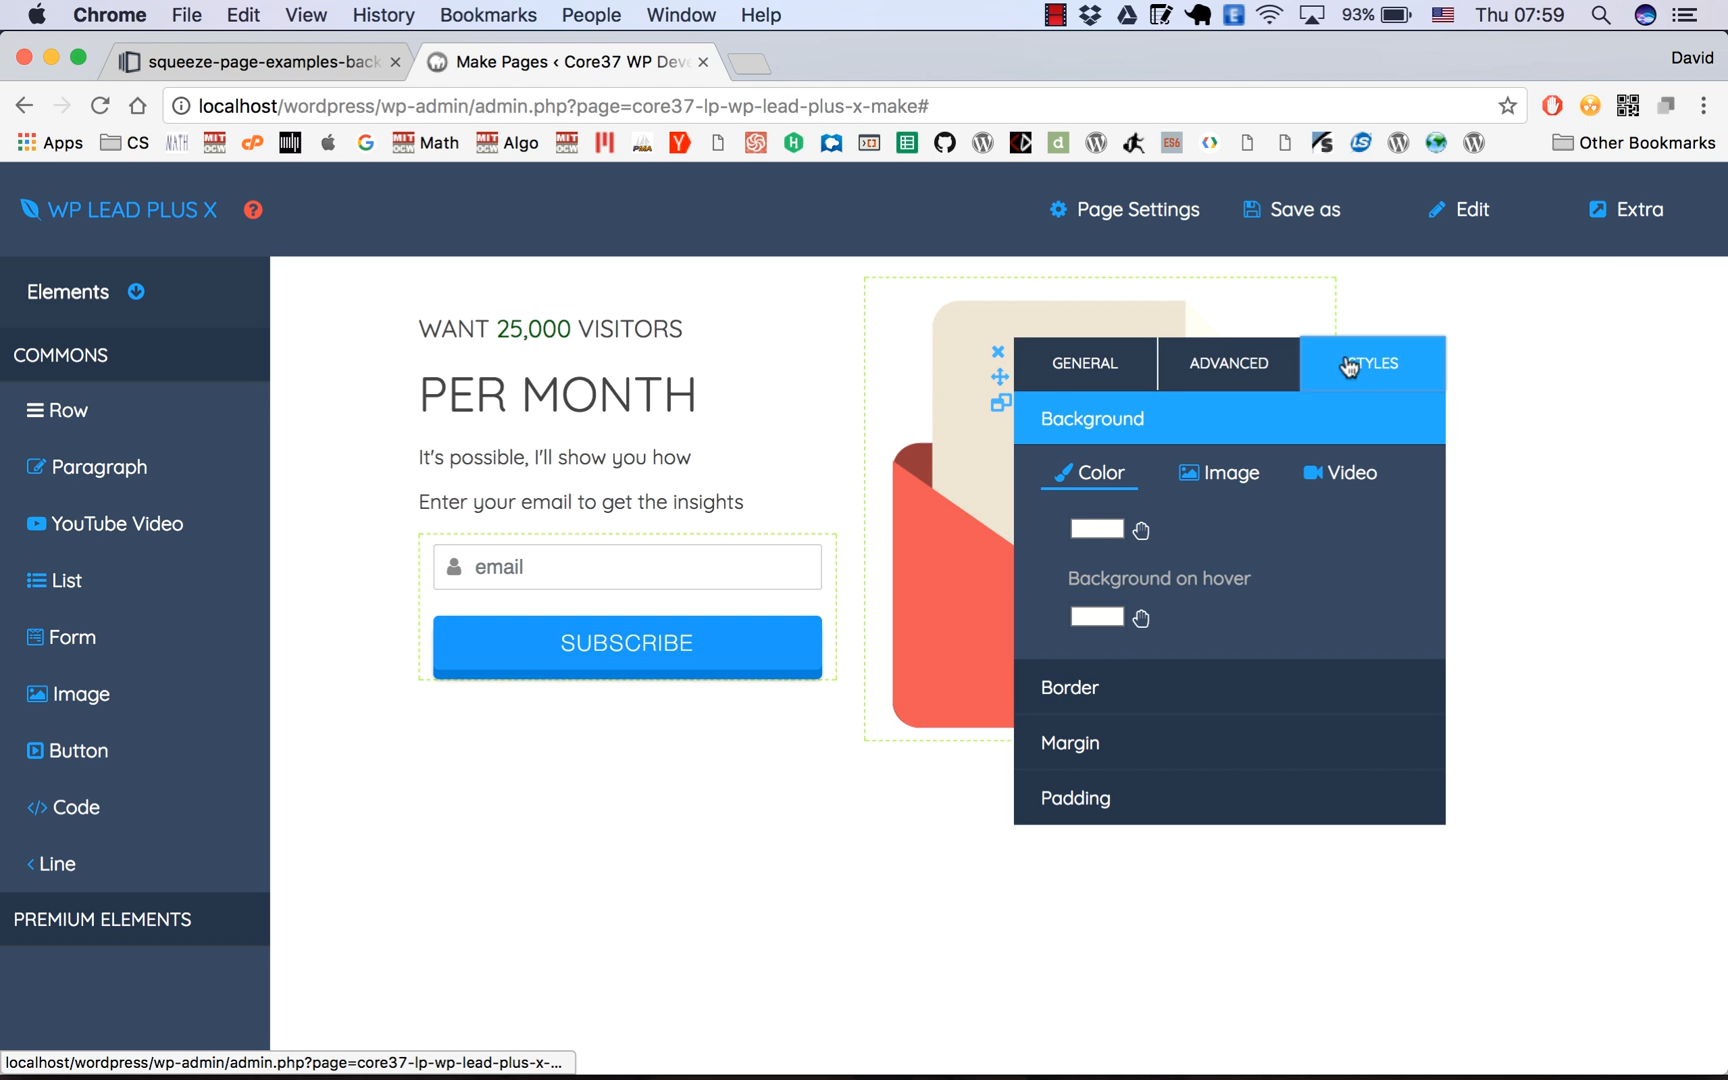 Chrome File Edit View History Bookmarks People Window Help 93% Thu 07:59
squeeze-page-examples-back Make Pages ‹ Core37 WP Deve David
localhost/wordpress/wp-admin/admin.php?page=core37-lp-wp-lead-plus-x-make#
Apps CS MATH Math Algo Other Bookmarks
WP LEAD PLUS X Page Settings Save as Edit Extra
Elements
COMMONS
Row
Paragraph
YouTube Video
List
Form
Image
Button
Code
Line
PREMIUM ELEMENTS
WANT 25,000 VISITORS
PER MONTH
It's possible, I'll show you how
Enter your email to get the insights
email
SUBSCRIBE
GENERAL ADVANCED STYLES
Background
Color Image Video
Background on hover
Border
Margin
Padding
localhost/wordpress/wp-admin/admin.php?page=core37-lp-wp-lead-plus-x-...